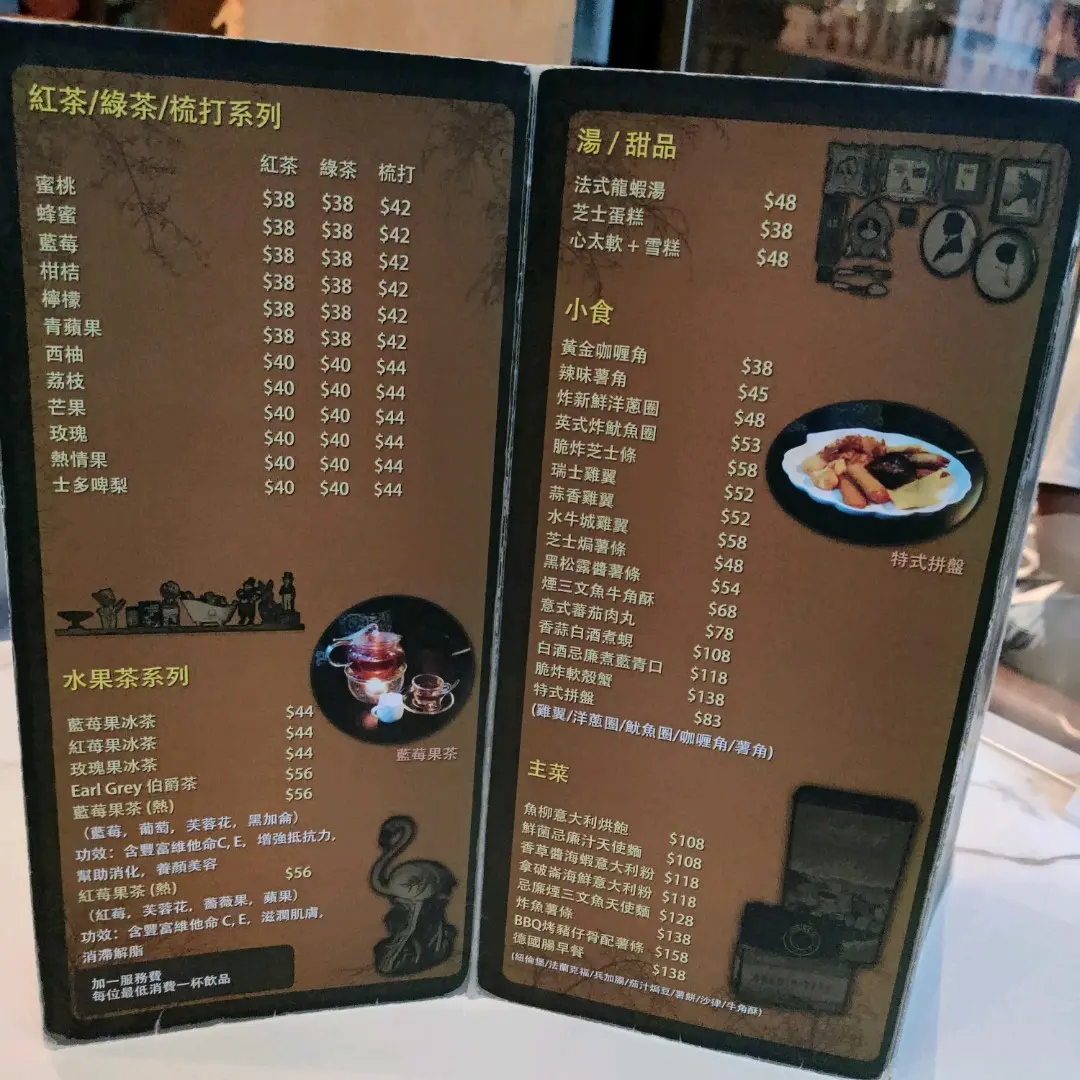 紅茶/綠茶/梳打系列
紅茶 綠茶 梳打
蜜桃 $38 $38 $42
蜂蜜 $38 $38 $42
藍莓 $38 $38 $42
柑桔 $38 $38 $42
檸檬 $38 $38 $42
青蘋果 $38 $38 $42
西柚 $40 $40 $44
荔枝 $40 $40 $44
芒果 $40 $40 $44
玫瑰 $40 $40 $44
熱情果 $40 $40 $44
士多啤梨 $40 $40 $44
水果茶系列
藍莓果冰茶 $44
紅莓果冰茶 $44
玫瑰果冰茶 $44
Earl Grey 伯爵茶 $56
藍莓果茶 (熱) $56
(藍莓, 葡萄, 芙蓉花, 黑加侖)
功效: 含豐富維他命C, E, 增強抵抗力,
幫助消化, 養顏美容
紅莓果茶 (熱) $56
(紅莓, 芙蓉花, 薔薇果, 蘋果)
功效: 含豐富維他命 C, E, 滋潤肌膚,
消滯解脂
藍莓果茶
加一服務費
每位最低消費一杯飲品
湯 / 甜品
法式龍蝦湯 $48
芝士蛋糕 $38
心太軟 + 雪糕 $48
小食
黃金咖喱角 $38
辣味薯角 $45
炸新鮮洋蔥圈 $48
英式炸魷魚圈 $53
脆炸芝士條 $58
瑞士雞翼 $52
蒜香雞翼 $52
水牛城雞翼 $58
芝士焗薯條 $48
黑松露醬薯條 $54
煙三文魚牛角酥 $68
意式蕃茄肉丸 $78
香蒜白酒煮蜆 $108
白酒忌廉煮藍青口 $118
脆炸軟殼蟹 $138
特式拼盤 $83
(雞翼/洋蔥圈/魷魚圈/咖喱角/薯角)
特式拼盤
主菜
魚柳意大利烘飽 $108
鮮菌忌廉汁天使麵 $108
香草醬海蝦意大利粉 $118
拿破崙海鮮意大利粉 $118
忌廉煙三文魚天使麵 $128
炸魚薯條 $138
BBQ烤豬仔骨配薯條 $158
德國腸早餐 $138
(紐倫堡/法蘭克福/兵加腸/茄汁焗豆/薯餅/沙律/牛角酥)